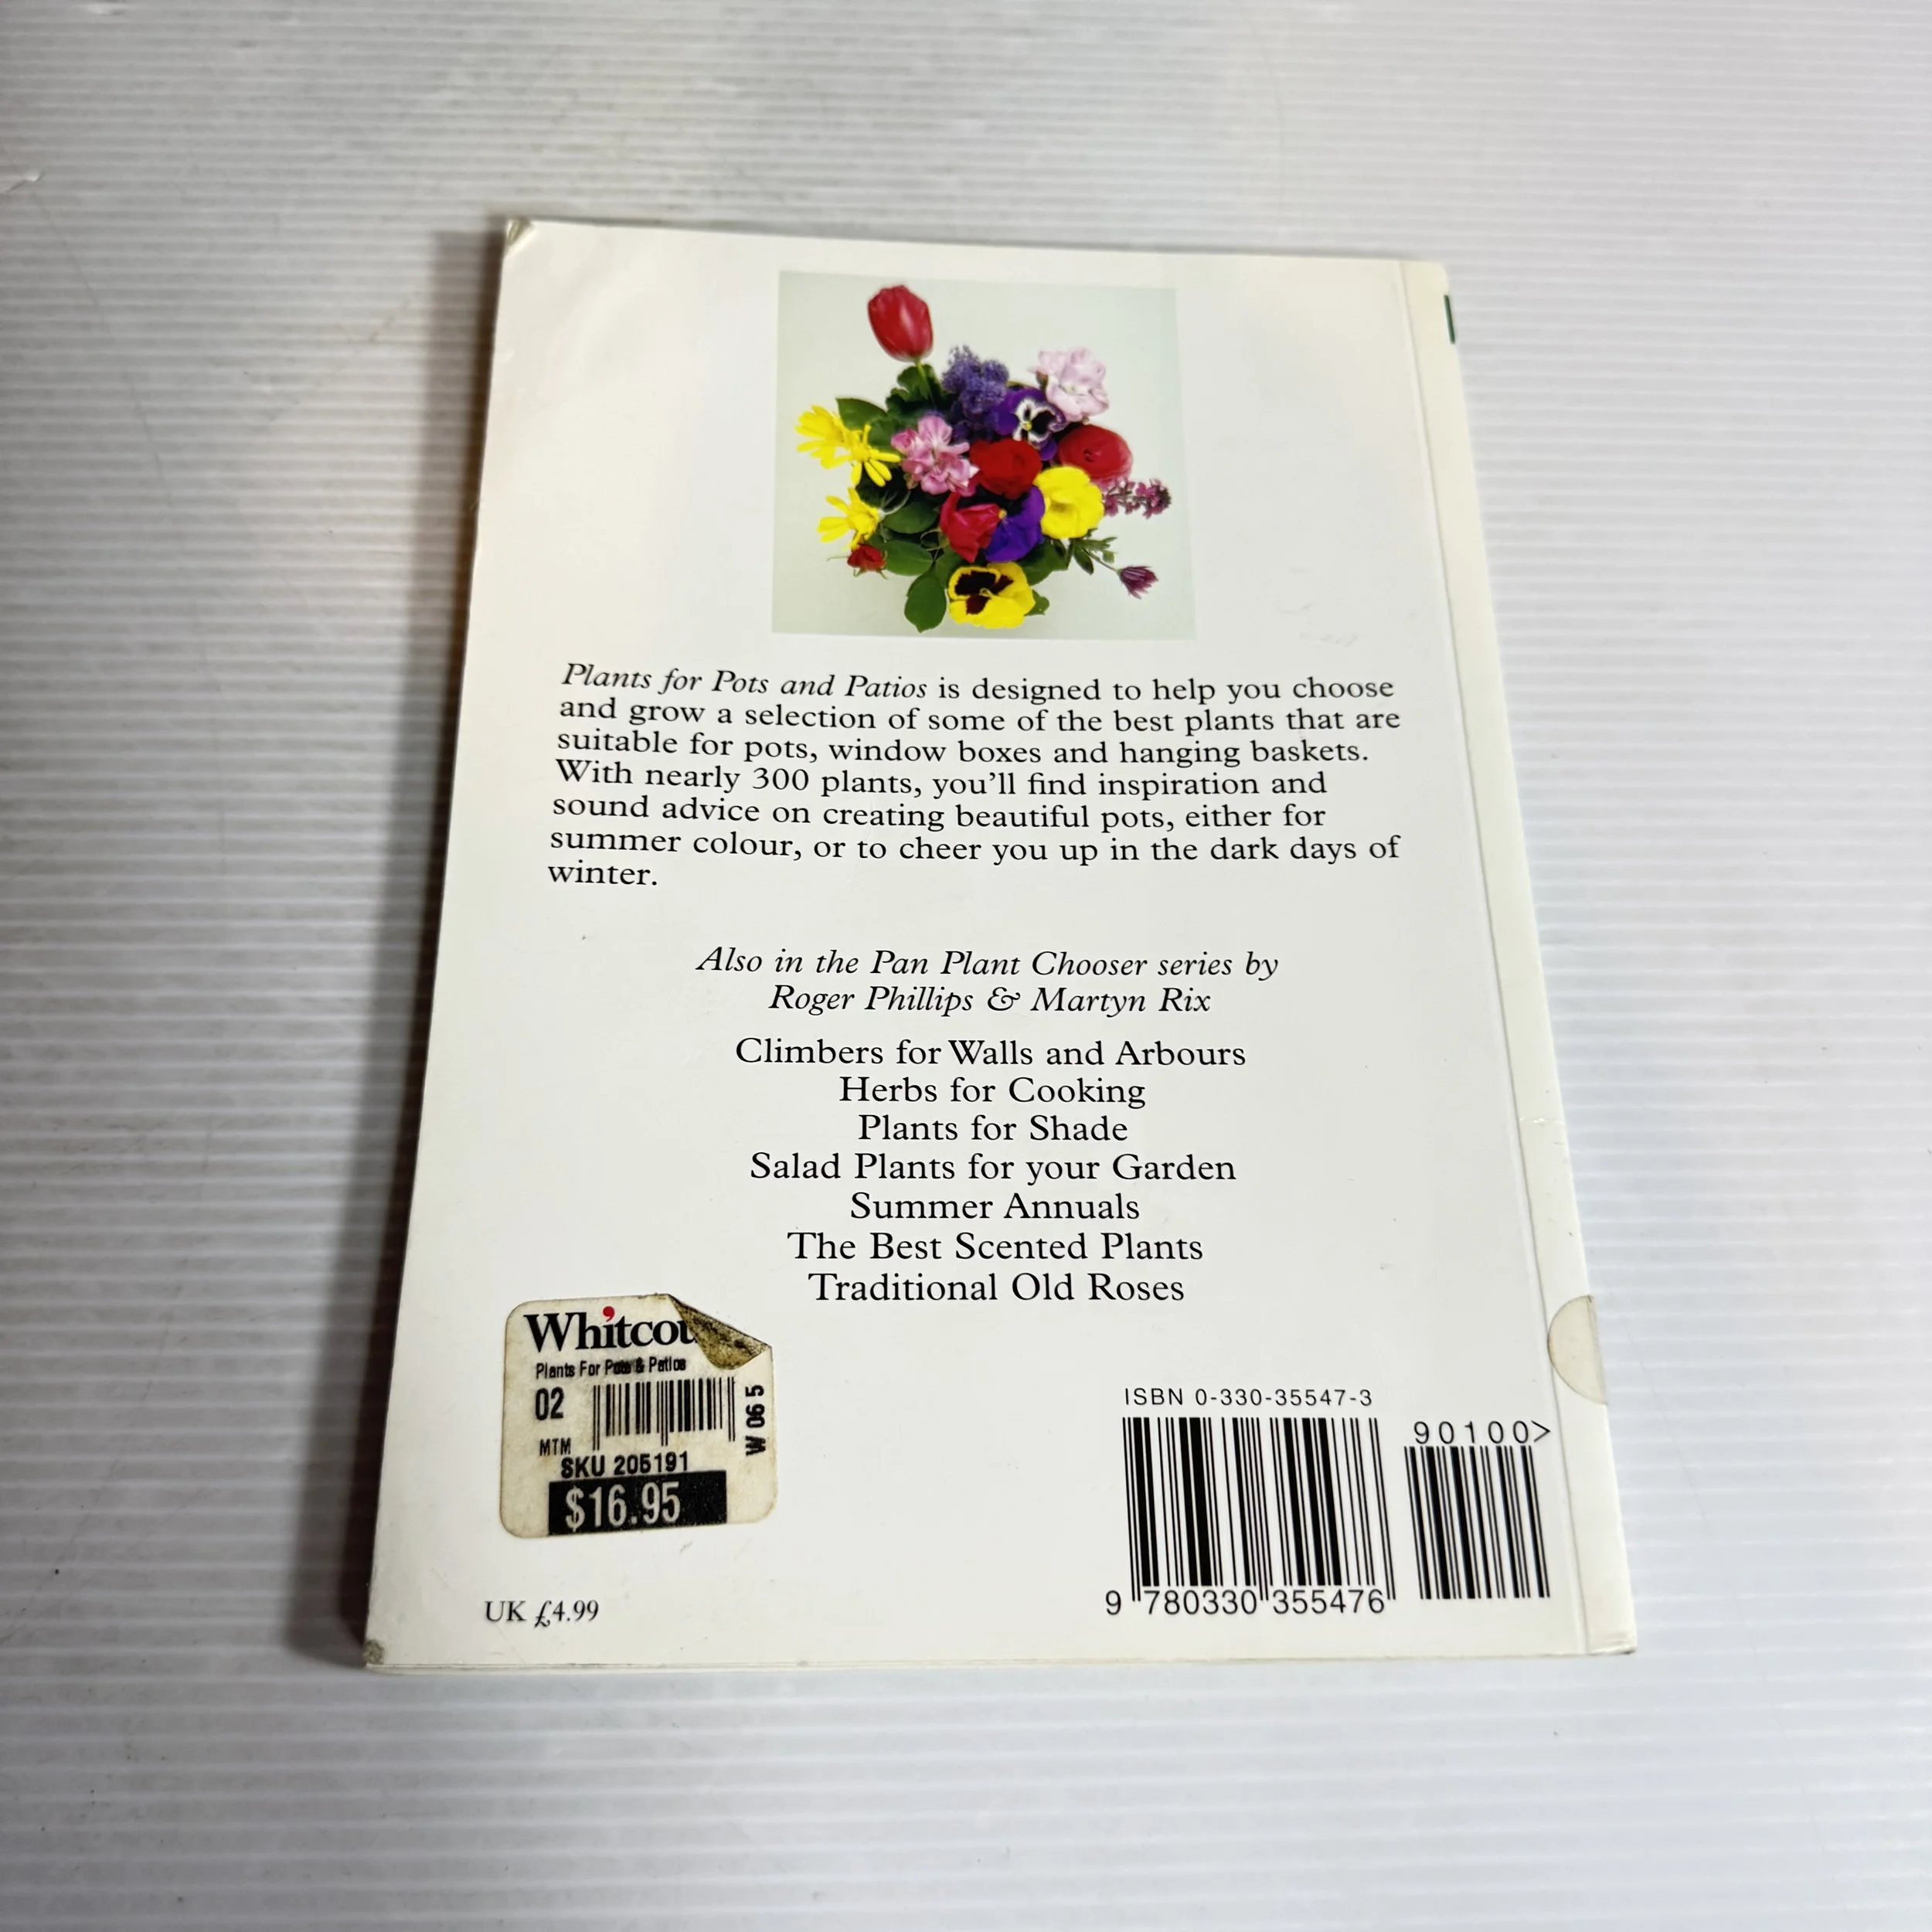 Plants for Pots and Patios is designed to help you choose
and grow a selection of some of the best plants that are
suitable for pots, window boxes and hanging baskets.
With nearly 300 plants, you'll find inspiration and
sound advice on creating beautiful pots, either for
summer colour, or to cheer you up in the dark days of
winter.
Also in the Pan Plant Chooser series by
Roger Phillips & Martyn Rix
Climbers for Walls and Arbours
Herbs for Cooking
Plants for Shade
Salad Plants for your Garden
Summer Annuals
The Best Scented Plants
Traditional Old Roses
Whitcou
Plants For Pots & Patios
02
W 06 5
MTM
SKU 205191
$16.95
UK £4.99
ISBN 0-330-35547-3
90100>
9 780330 355476